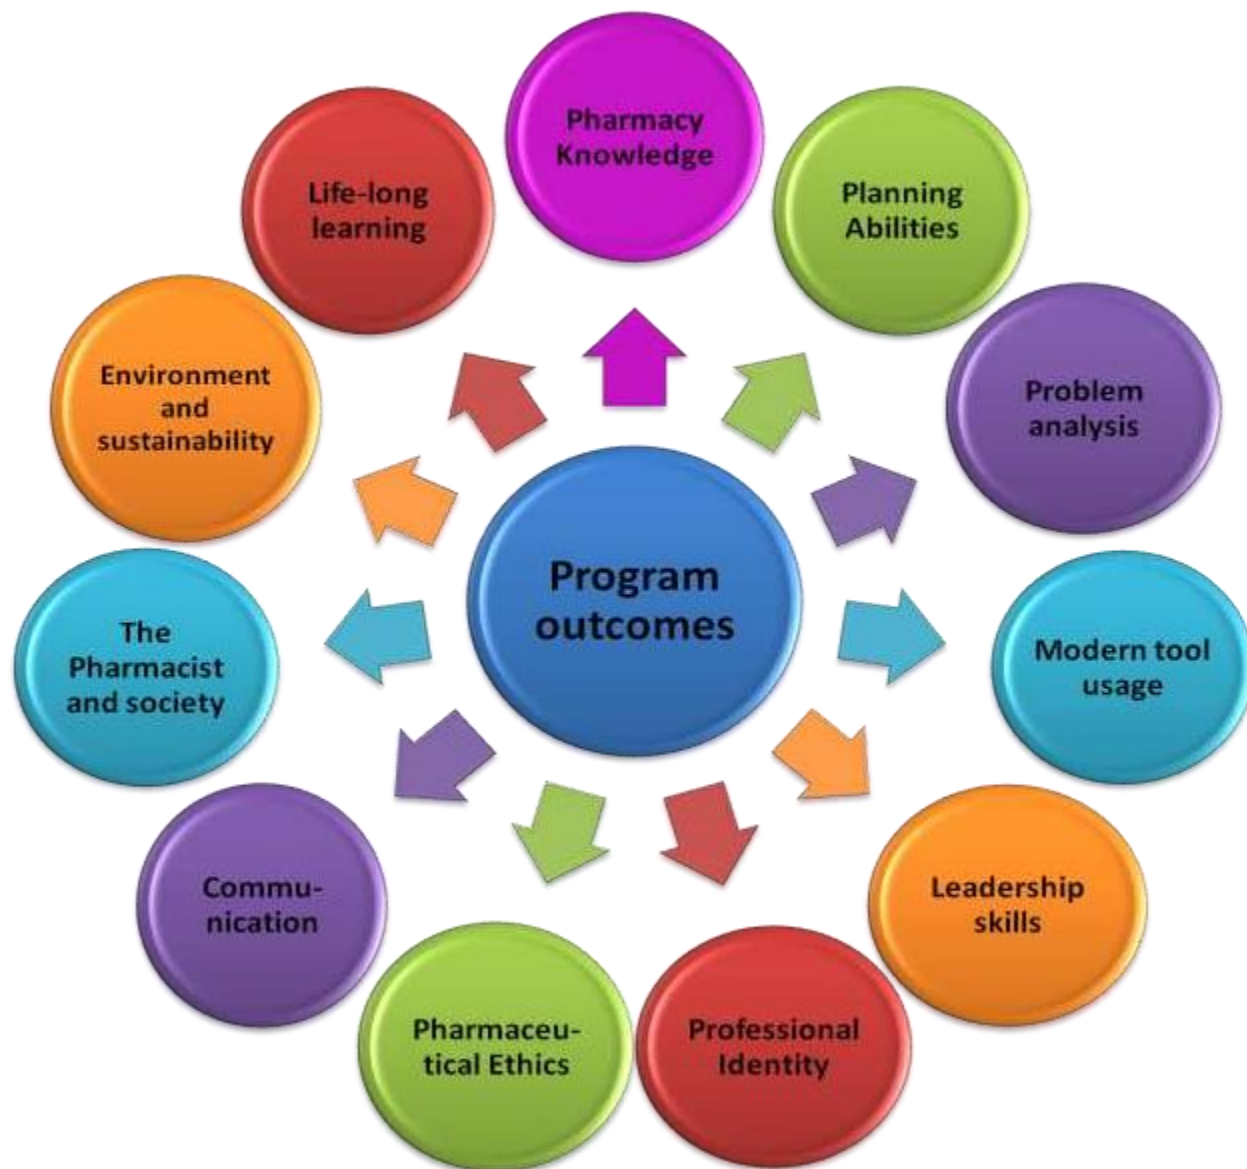 Pharmacy
Knowledge
Planning
Abilities
Problem
analysis
Modern tool
usage
Leadership
skills
Professional
Identity
Pharmaceu-
tical Ethics
Commu-
nication
The
Pharmacist
and society
Environment
and
sustainability
Life-long
learning
Program
outcomes